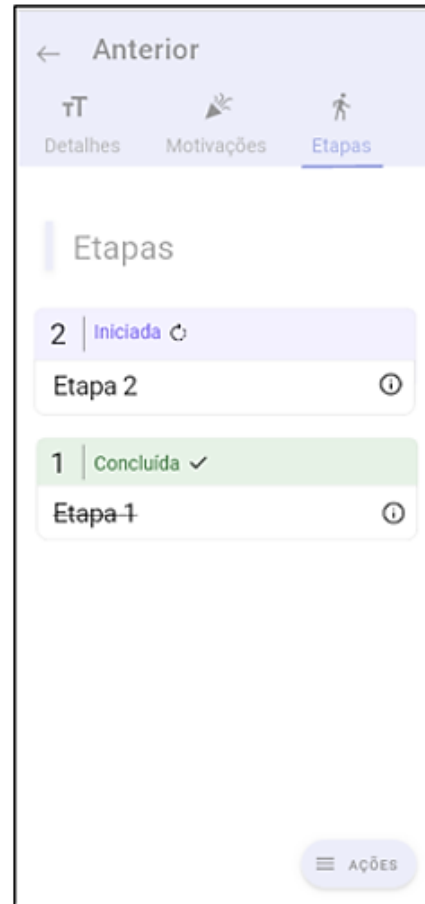 Anterior
Detalhes Motivações Etapas
Etapas
2 Iniciada
Etapa 2
1 Concluída
Etapa 1
AÇÕES